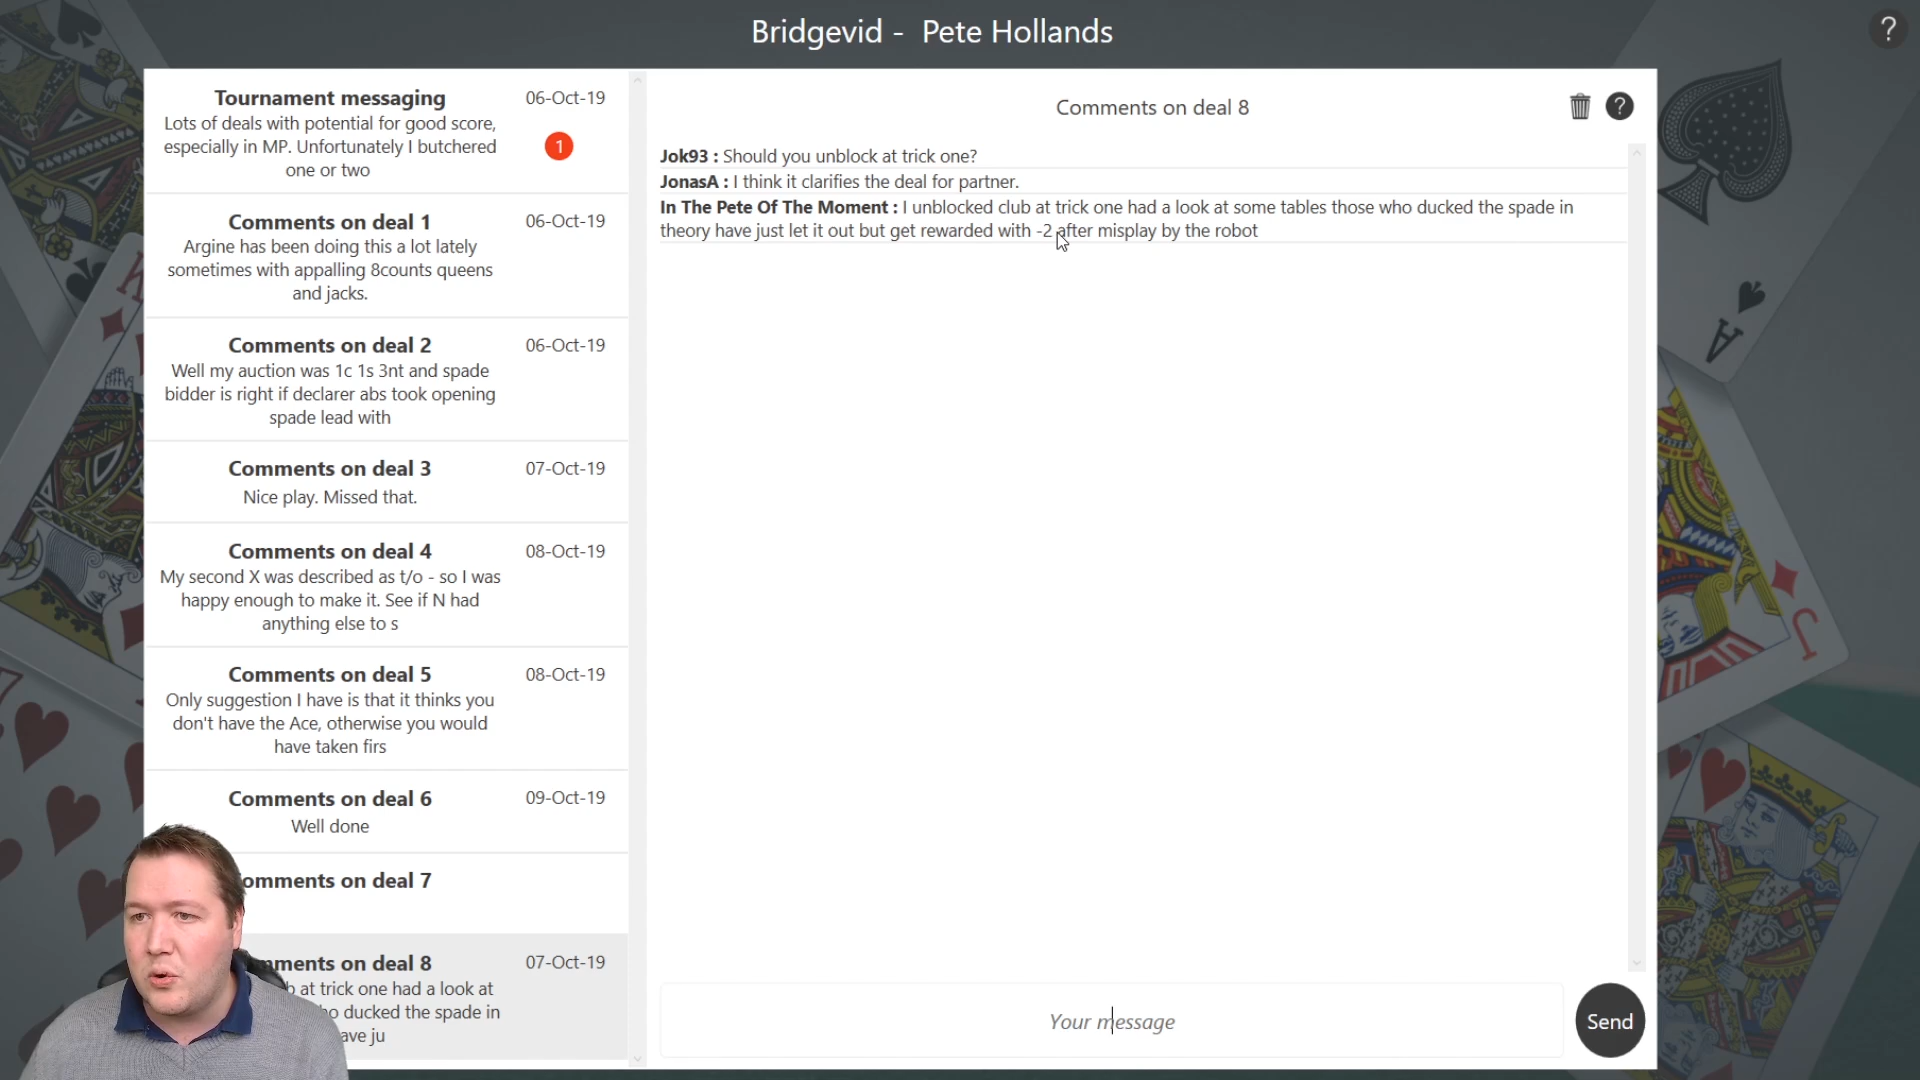 Bridgevid - Pete Hollands
?
Tournament messaging
06-Oct-19
Lots of deals with potential for good score,
especially in MP. Unfortunately I butchered
one or two
1
Comments on deal 1
06-Oct-19
Argine has been doing this a lot lately
sometimes with appalling 8counts queens
and jacks.
Comments on deal 2
06-Oct-19
Well my auction was 1c 1s 3nt and spade
bidder is right if declarer abs took opening
spade lead with
Comments on deal 3
07-Oct-19
Nice play. Missed that.
Comments on deal 4
08-Oct-19
My second X was described as t/o - so I was
happy enough to make it. See if N had
anything else to s
Comments on deal 5
08-Oct-19
Only suggestion I have is that it thinks you
don't have the Ace, otherwise you would
have taken firs
Comments on deal 6
09-Oct-19
Well done
omments on deal 7
mments on deal 8
07-Oct-19
b at trick one had a look at
ho ducked the spade in
ave ju
Comments on deal 8
?
Jok93 : Should you unblock at trick one?
JonasA : I think it clarifies the deal for partner.
In The Pete Of The Moment : I unblocked club at trick one had a look at some tables those who ducked the spade in
theory have just let it out but get rewarded with -2 after misplay by the robot
Your message
Send
A
K
J